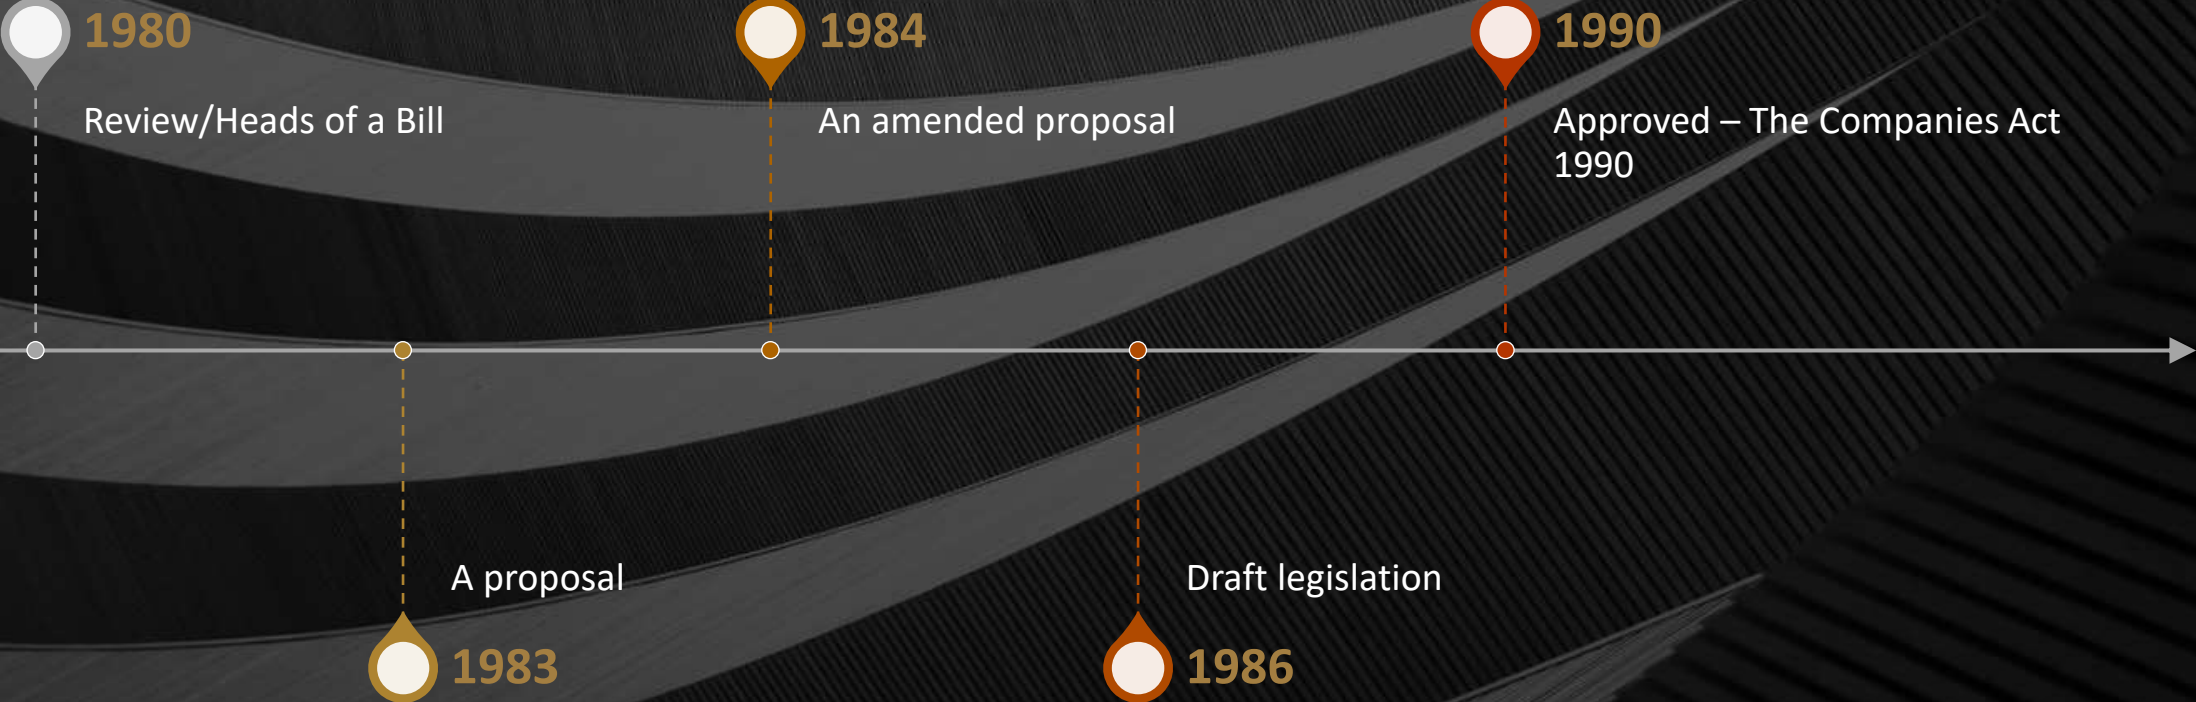 1980
Review/Heads of a Bill
1983
A proposal
1984
An amended proposal
1986
Draft legislation
1990
Approved – The Companies Act
1990